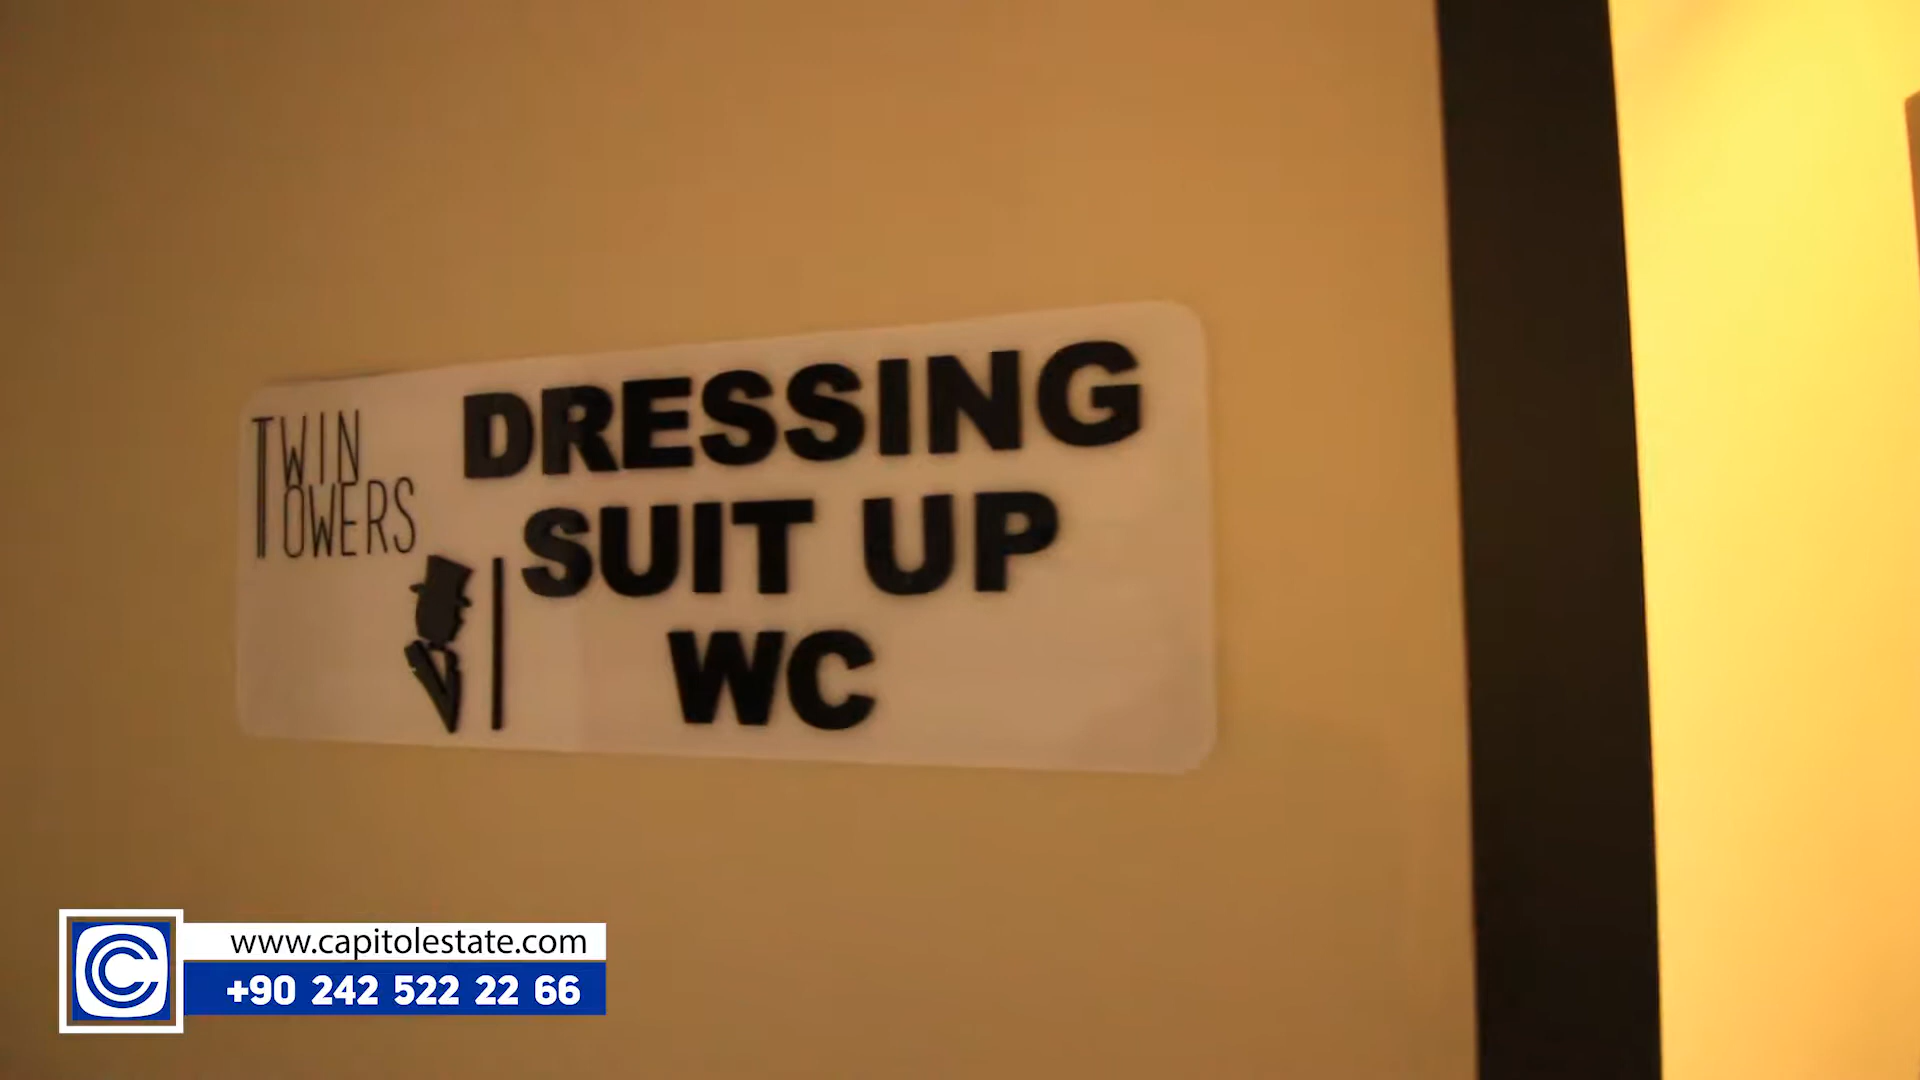 TWIN
TOWERS
DRESSING
SUIT UP
WC
www.capitolestate.com
+90 242 522 22 66